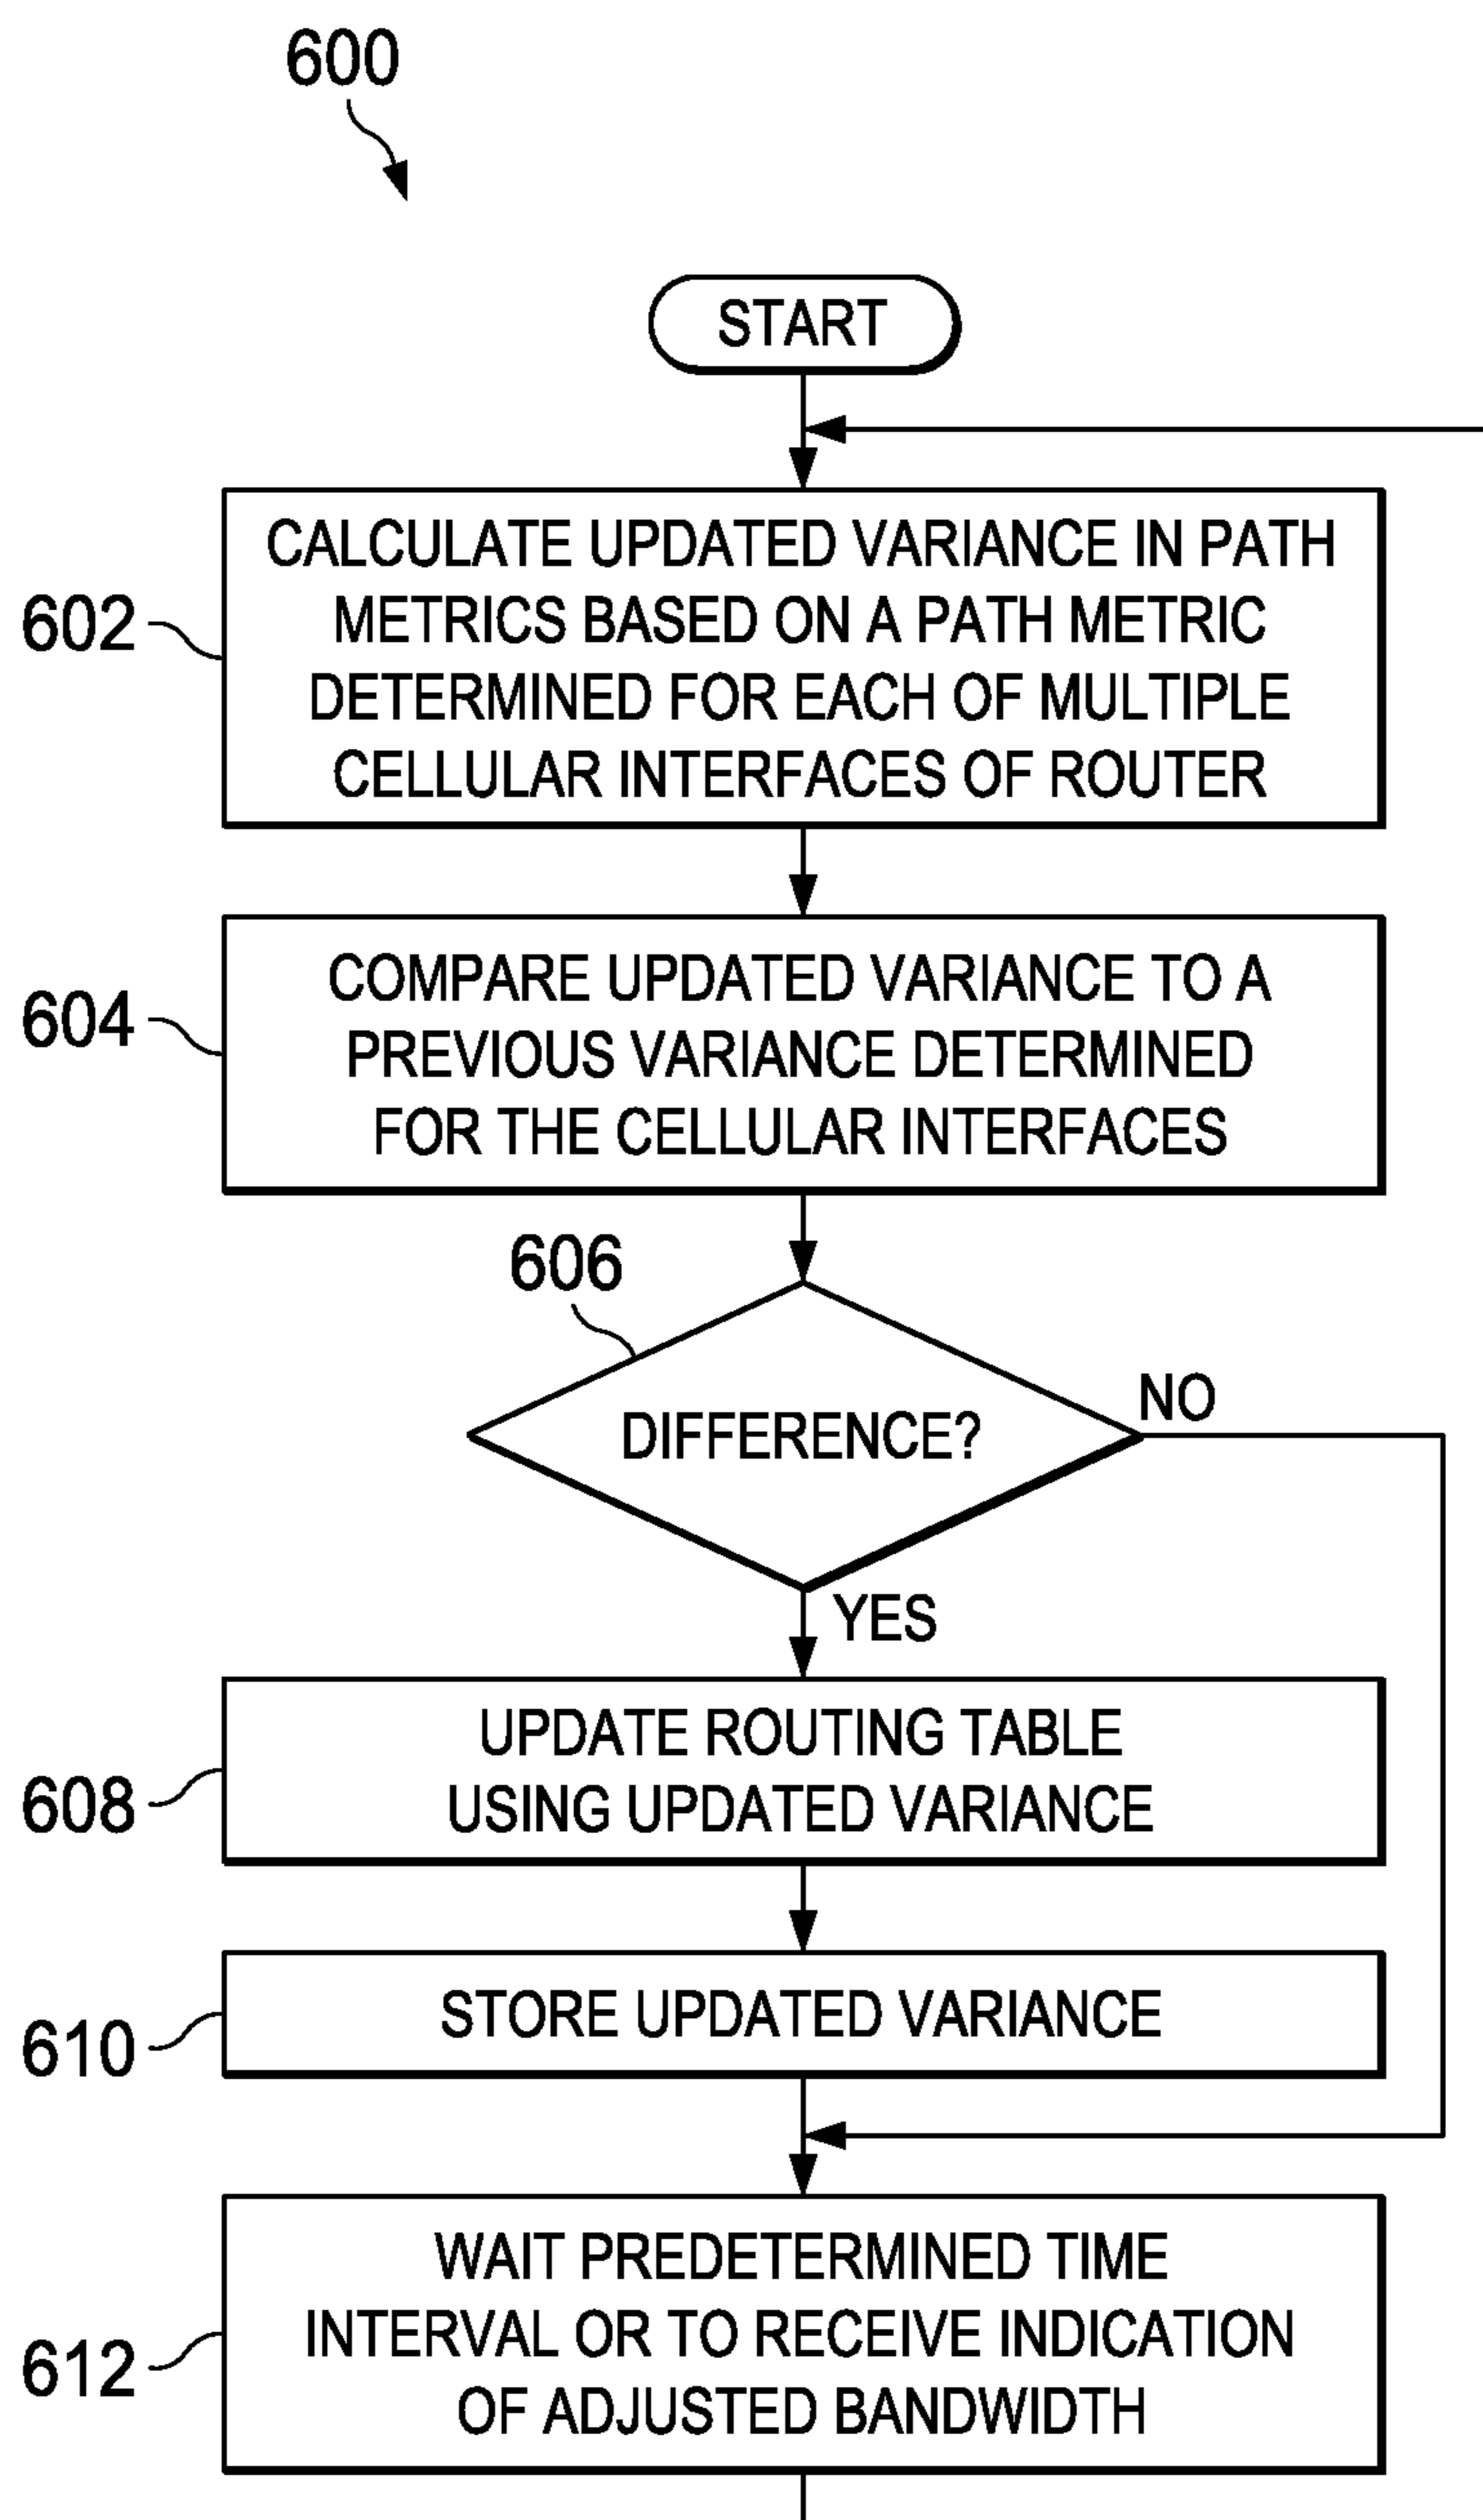 600
START
602
CALCULATE UPDATED VARIANCE IN PATH
METRICS BASED ON A PATH METRIC
DETERMINED FOR EACH OF MULTIPLE
CELLULAR INTERFACES OF ROUTER
604
COMPARE UPDATED VARIANCE TO A
PREVIOUS VARIANCE DETERMINED
FOR THE CELLULAR INTERFACES
606
DIFFERENCE?
NO
YES
608
UPDATE ROUTING TABLE
USING UPDATED VARIANCE
610
STORE UPDATED VARIANCE
612
WAIT PREDETERMINED TIME
INTERVAL OR TO RECEIVE INDICATION
OF ADJUSTED BANDWIDTH